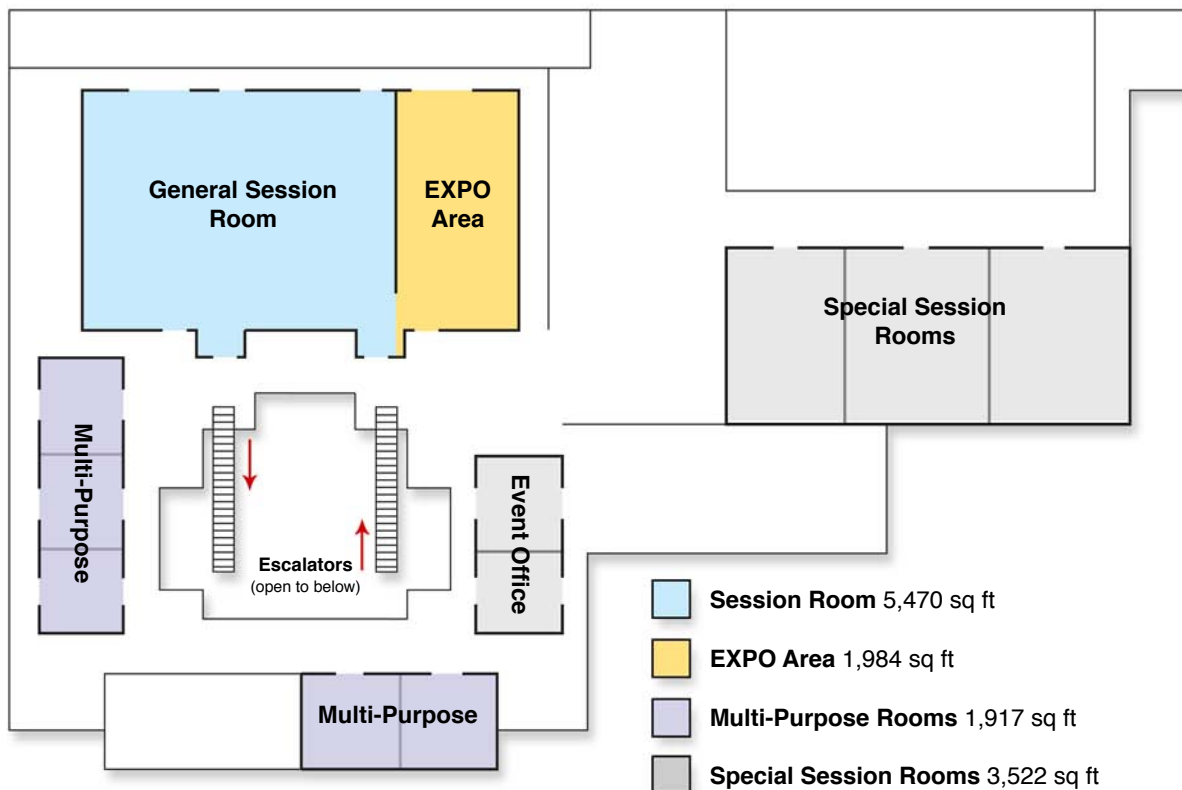 General Session
Room
EXPO
Area
Special Session
Rooms
Multi-Purpose
Event Office
Escalators
(open to below)
Multi-Purpose
Session Room 5,470 sq ft
EXPO Area 1,984 sq ft
Multi-Purpose Rooms 1,917 sq ft
Special Session Rooms 3,522 sq ft